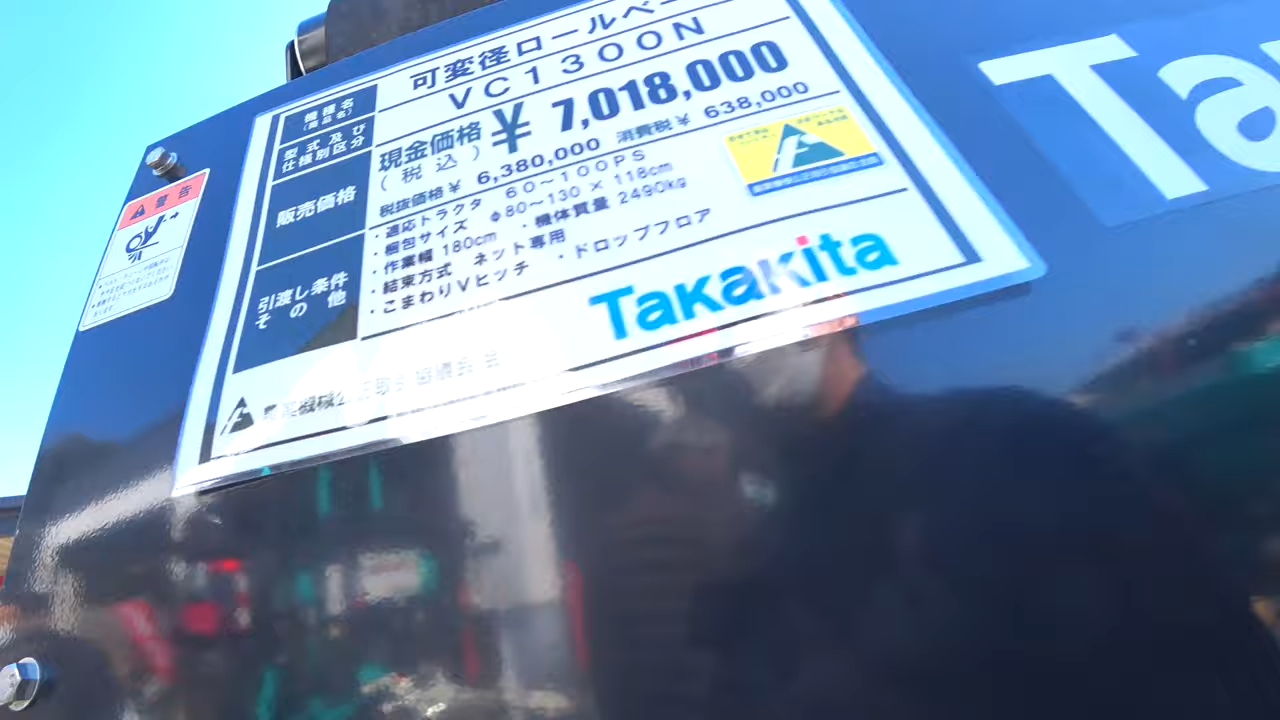 機種名
(商品名)
可変径ロールベー
型式及び
仕様別区分
VC1300N
販売価格
現金価格
(税込)
¥ 7,018,000
税抜価格¥ 6,380,000 消費税¥ 638,000
引渡し条件
その他
・適応トラクタ 60～100PS
・梱包サイズ φ80～130 × 118cm
・作業幅 180cm ・機体質量 2490kg
・結束方式 ネット専用
・こまわりVヒッチ ・ドロップフロア
Takakita
警告
Ta